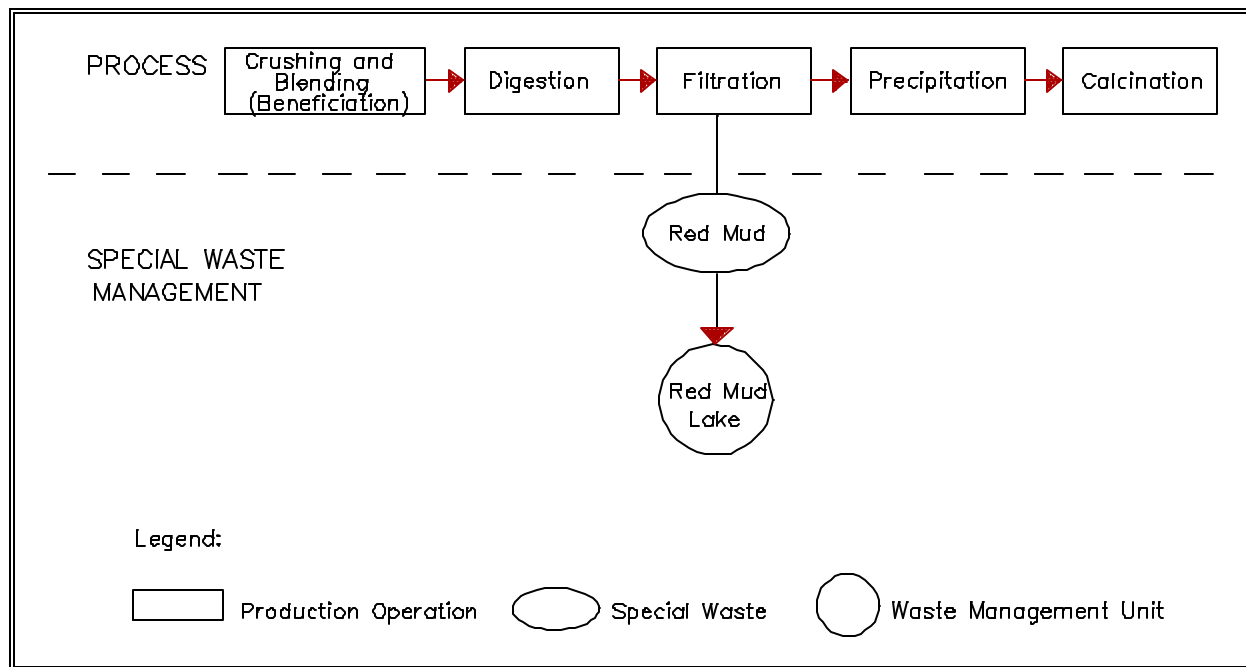 PROCESS
Crushing and
Blending
(Beneficiation)
Digestion
Filtration
Precipitation
Calcination
Red Mud
SPECIAL WASTE
MANAGEMENT
Red Mud
Lake
Legend:
Production Operation
Special Waste
Waste Management Unit